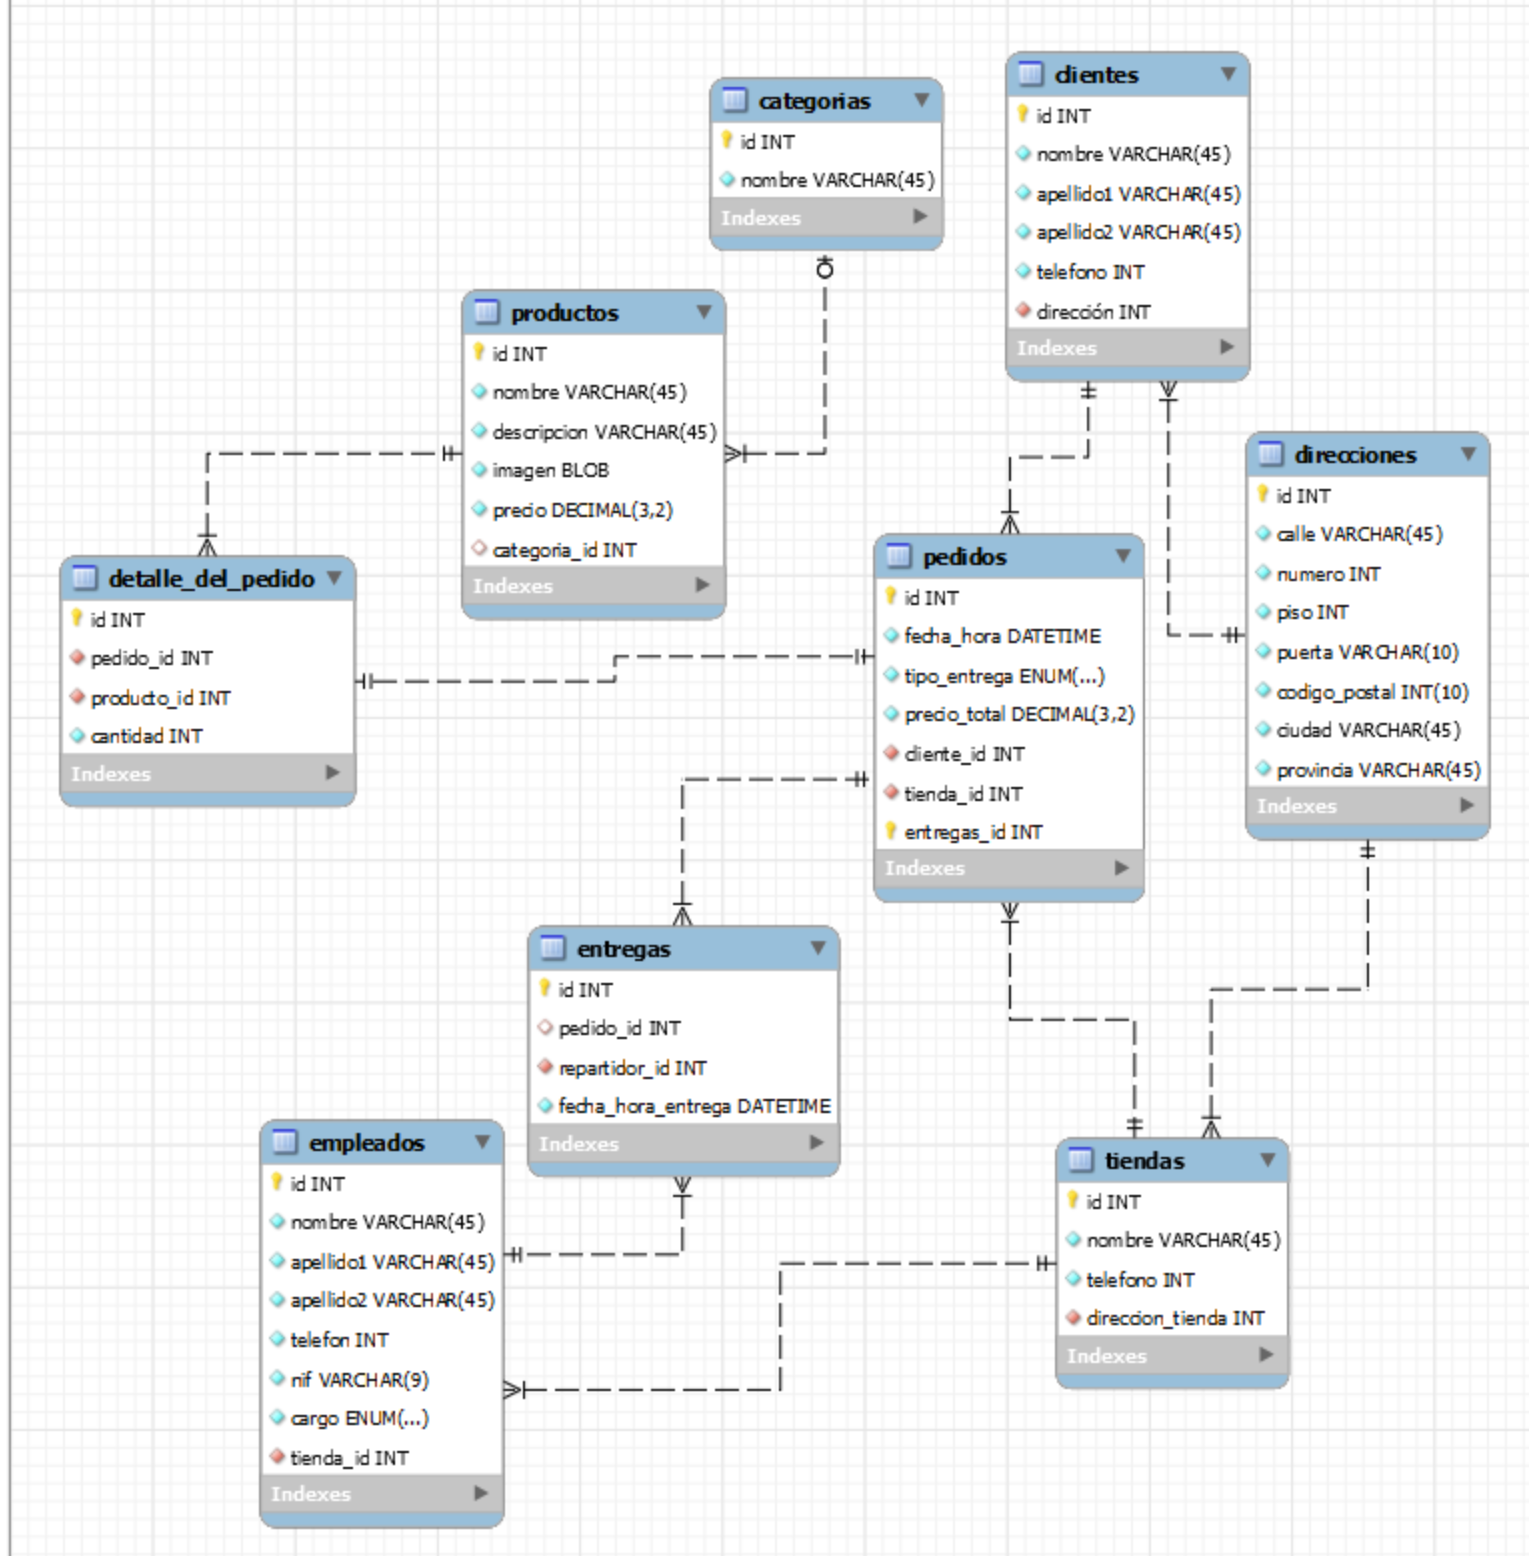 categorias
id INT
nombre VARCHAR(45)
Indexes
clientes
id INT
nombre VARCHAR(45)
apellido1 VARCHAR(45)
apellido2 VARCHAR(45)
telefono INT
dirección INT
Indexes
productos
id INT
nombre VARCHAR(45)
descripcion VARCHAR(45)
imagen BLOB
precio DECIMAL(3,2)
categoria_id INT
Indexes
direcciones
id INT
calle VARCHAR(45)
numero INT
piso INT
puerta VARCHAR(10)
codigo_postal INT(10)
ciudad VARCHAR(45)
provincia VARCHAR(45)
Indexes
detalle_del_pedido
id INT
pedido_id INT
producto_id INT
cantidad INT
Indexes
pedidos
id INT
fecha_hora DATETIME
tipo_entrega ENUM(...)
precio_total DECIMAL(3,2)
cliente_id INT
tienda_id INT
entregas_id INT
Indexes
entregas
id INT
pedido_id INT
repartidor_id INT
fecha_hora_entrega DATETIME
Indexes
empleados
id INT
nombre VARCHAR(45)
apellido1 VARCHAR(45)
apellido2 VARCHAR(45)
telefon INT
nif VARCHAR(9)
cargo ENUM(...)
tienda_id INT
Indexes
tiendas
id INT
nombre VARCHAR(45)
telefono INT
direccion_tienda INT
Indexes